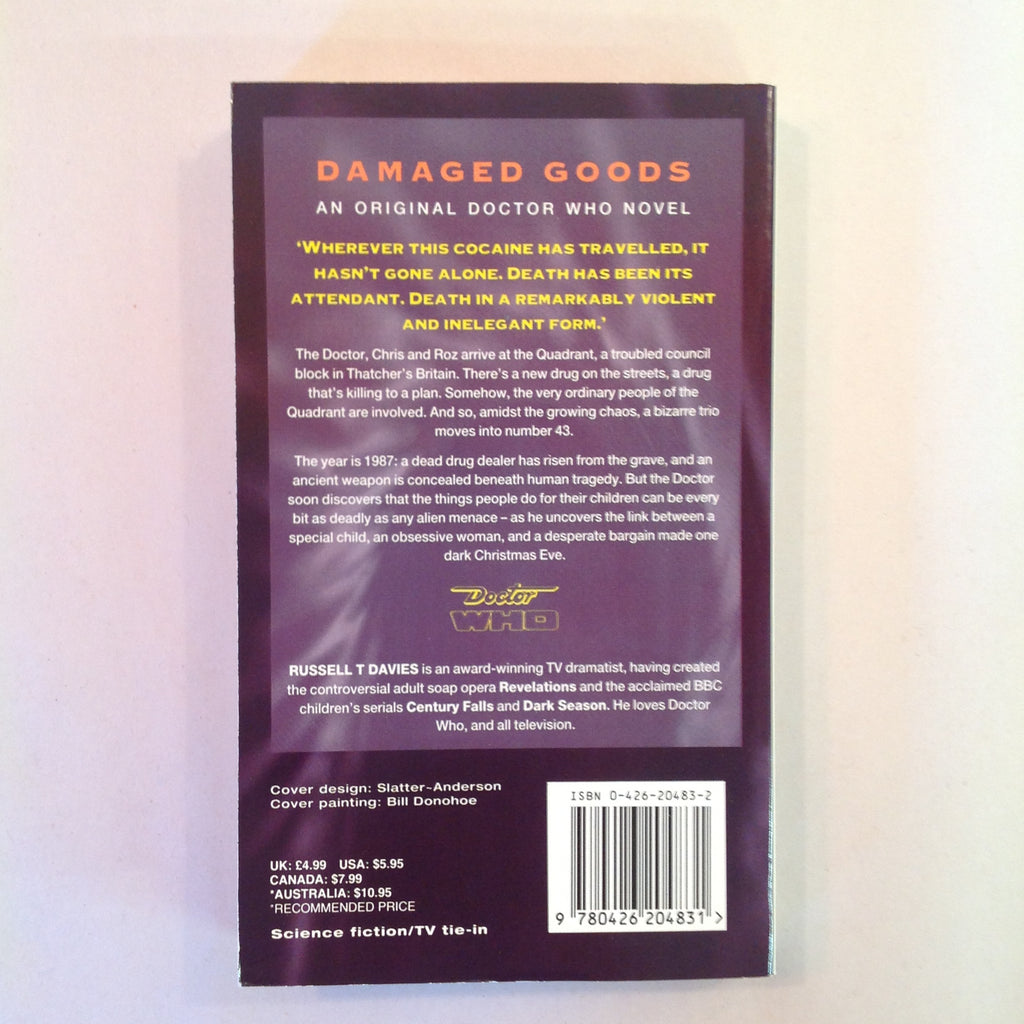 DAMAGED GOODS
AN ORIGINAL DOCTOR WHO NOVEL
'WHEREVER THIS COCAINE HAS TRAVELLED, IT
HASN'T GONE ALONE. DEATH HAS BEEN ITS
ATTENDANT. DEATH IN A REMARKABLY VIOLENT
AND INELEGANT FORM.'
The Doctor, Chris and Roz arrive at the Quadrant, a troubled council
block in Thatcher's Britain. There's a new drug on the streets, a drug
that's killing to a plan. Somehow, the very ordinary people of the
Quadrant are involved. And so, amidst the growing chaos, a bizarre trio
moves into number 43.
The year is 1987: a dead drug dealer has risen from the grave, and an
ancient weapon is concealed beneath human tragedy. But the Doctor
soon discovers that the things people do for their children can be every
bit as deadly as any alien menace – as he uncovers the link between a
special child, an obsessive woman, and a desperate bargain made one
dark Christmas Eve.
Doctor
WHO
RUSSELL T DAVIES is an award-winning TV dramatist, having created
the controversial adult soap opera Revelations and the acclaimed BBC
children's serials Century Falls and Dark Season. He loves Doctor
Who, and all television.
Cover design: Slatter-Anderson
Cover painting: Bill Donohoe
UK: £4.99 USA: $5.95
CANADA: $7.99
*AUSTRALIA: $10.95
*RECOMMENDED PRICE
Science fiction/TV tie-in
ISBN 0-426-20483-2
9 780426 204831 >